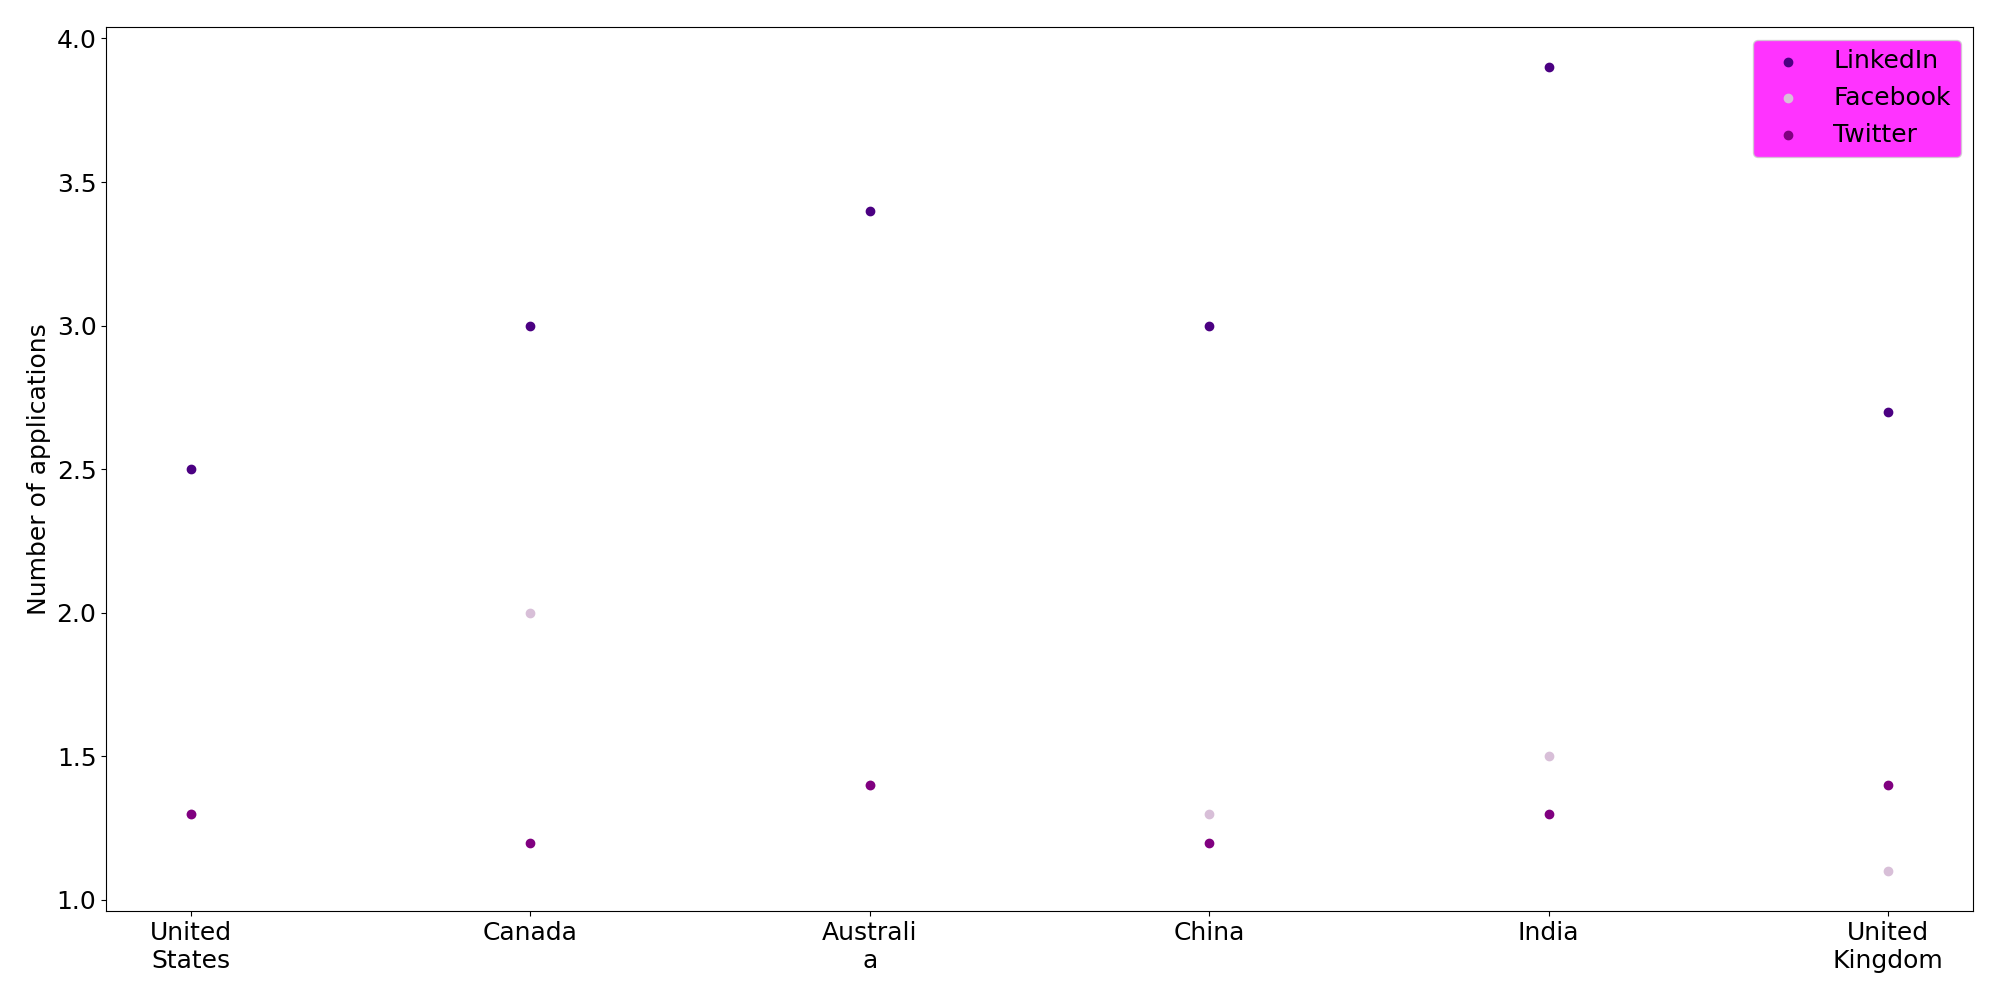 4.0
3.5
3.0
2.5
2.0
1.5
1.0
Number of applications
United
States
Canada
Australi
a
China
India
United
Kingdom
LinkedIn
Facebook
Twitter